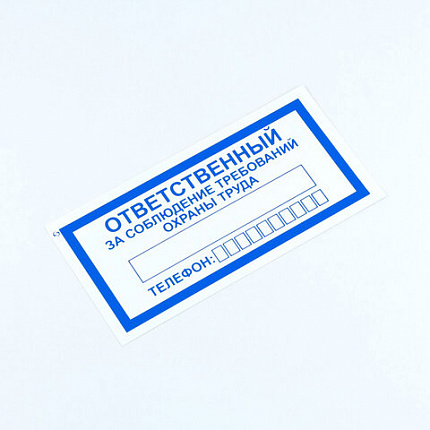 ОТВЕТСТВЕННЫЙ
ЗА СОБЛЮДЕНИЕ ТРЕБОВАНИЙ
ОХРАНЫ ТРУДА
ТЕЛЕФОН: